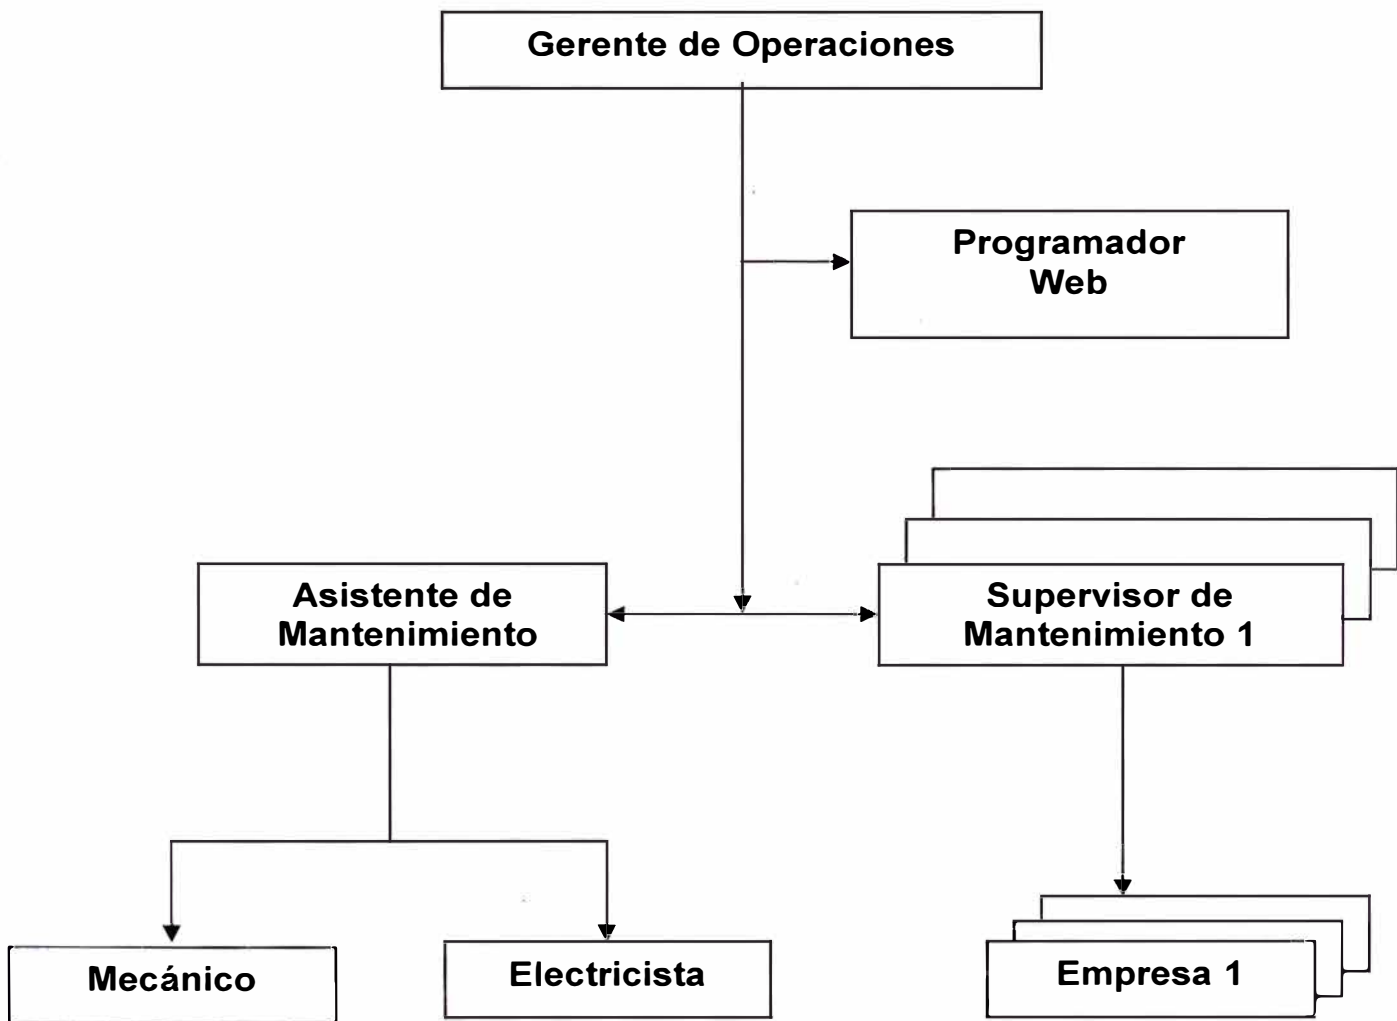 Gerente de Operaciones
Programador
Web
Asistente de
Mantenimiento
Supervisor de
Mantenimiento 1
Mecánico
Electricista
Empresa 1